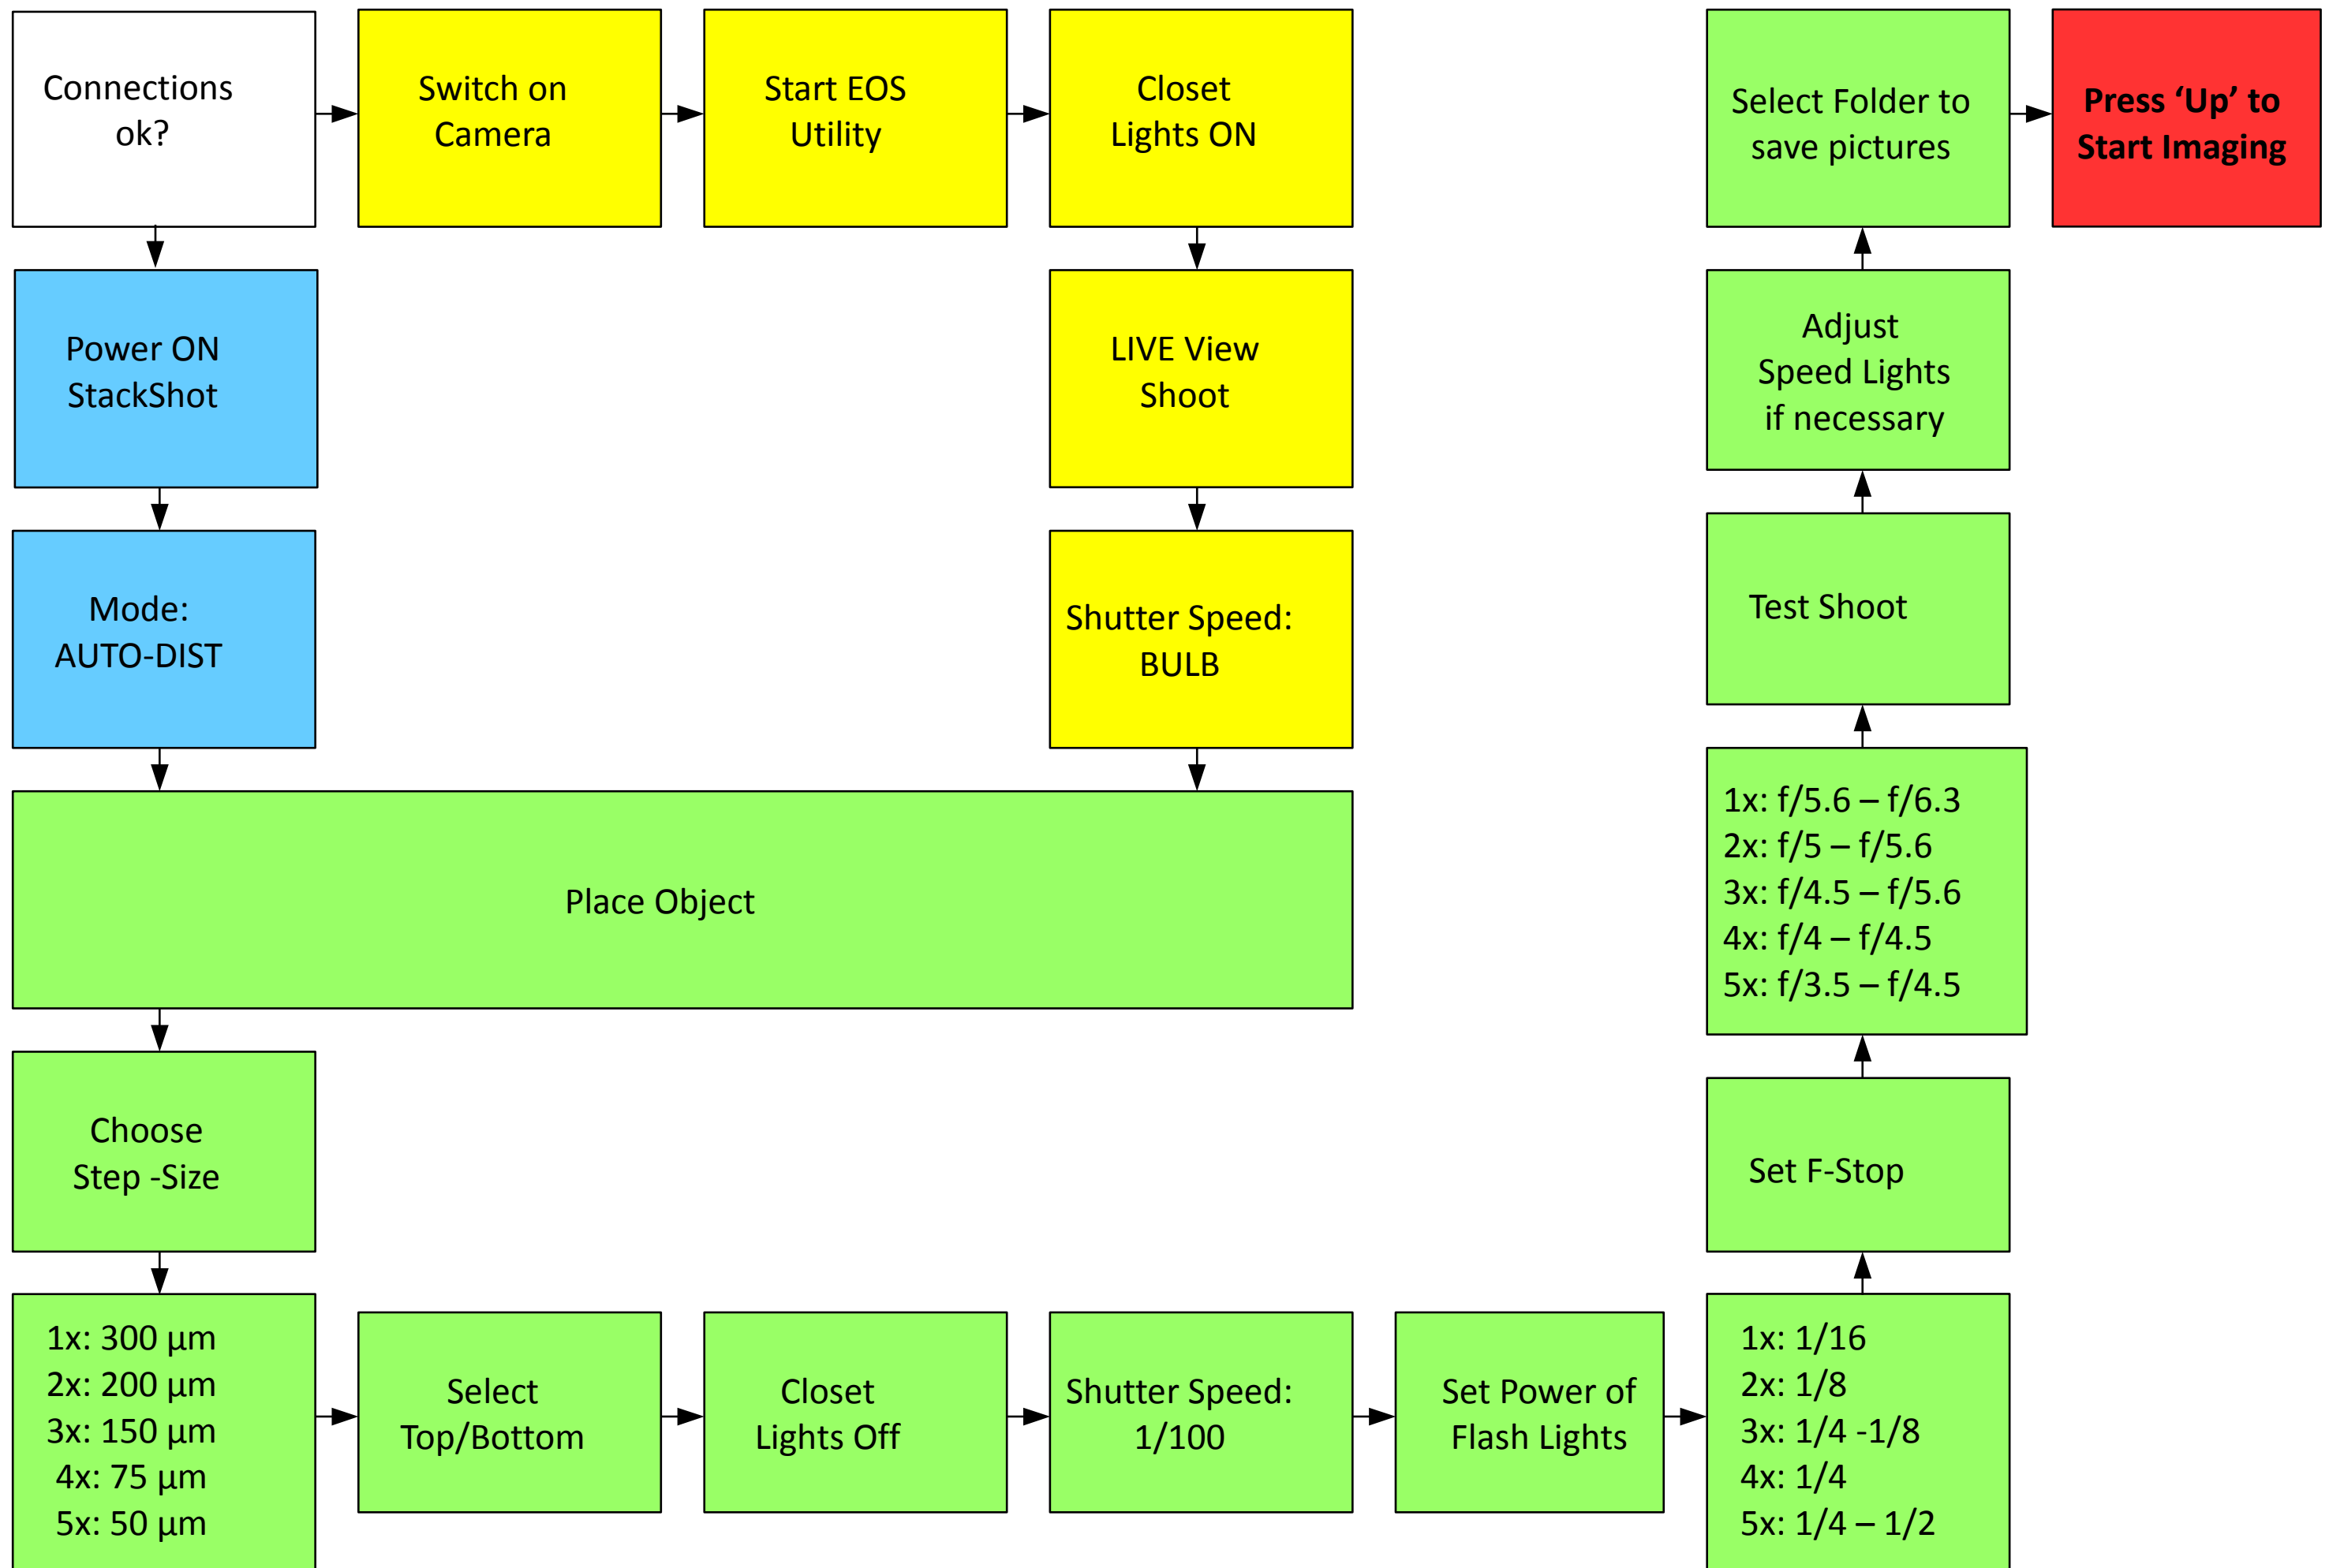 Connections
ok?
Switch on
Camera
Start EOS
Utility
Closet
Lights ON
Power ON
StackShot
Mode:
AUTO-DIST
LIVE View
Shoot
Shutter Speed:
BULB
Place Object
Choose
Step -Size
1x: 300 µm
2x: 200 µm
3x: 150 µm
4x: 75 µm
5x: 50 µm
Select
Top/Bottom
Closet
Lights Off
Shutter Speed:
1/100
Set Power of
Flash Lights
1x: 1/16
2x: 1/8
3x: 1/4 -1/8
4x: 1/4
5x: 1/4 – 1/2
Set F-Stop
1x: f/5.6 – f/6.3
2x: f/5 – f/5.6
3x: f/4.5 – f/5.6
4x: f/4 – f/4.5
5x: f/3.5 – f/4.5
Test Shoot
Adjust
Speed Lights
if necessary
Select Folder to
save pictures
Press ‘Up’ to
Start Imaging